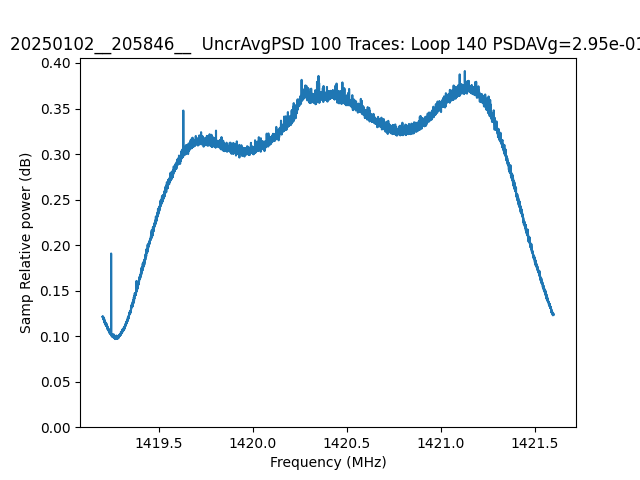 20250102__205846__ UncrAvgPSD 100 Traces: Loop 140 PSDAVg=2.95e-01
0.40
0.35
0.30
0.25
0.20
0.15
0.10
0.05
0.00
Samp Relative power (dB)
1419.5 1420.0 1420.5 1421.0 1421.5
Frequency (MHz)